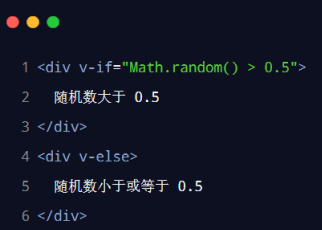 1 <div v-if="Math.random() > 0.5">
2   随机数大于 0.5
3 </div>
4 <div v-else>
5   随机数小于或等于 0.5
6 </div>